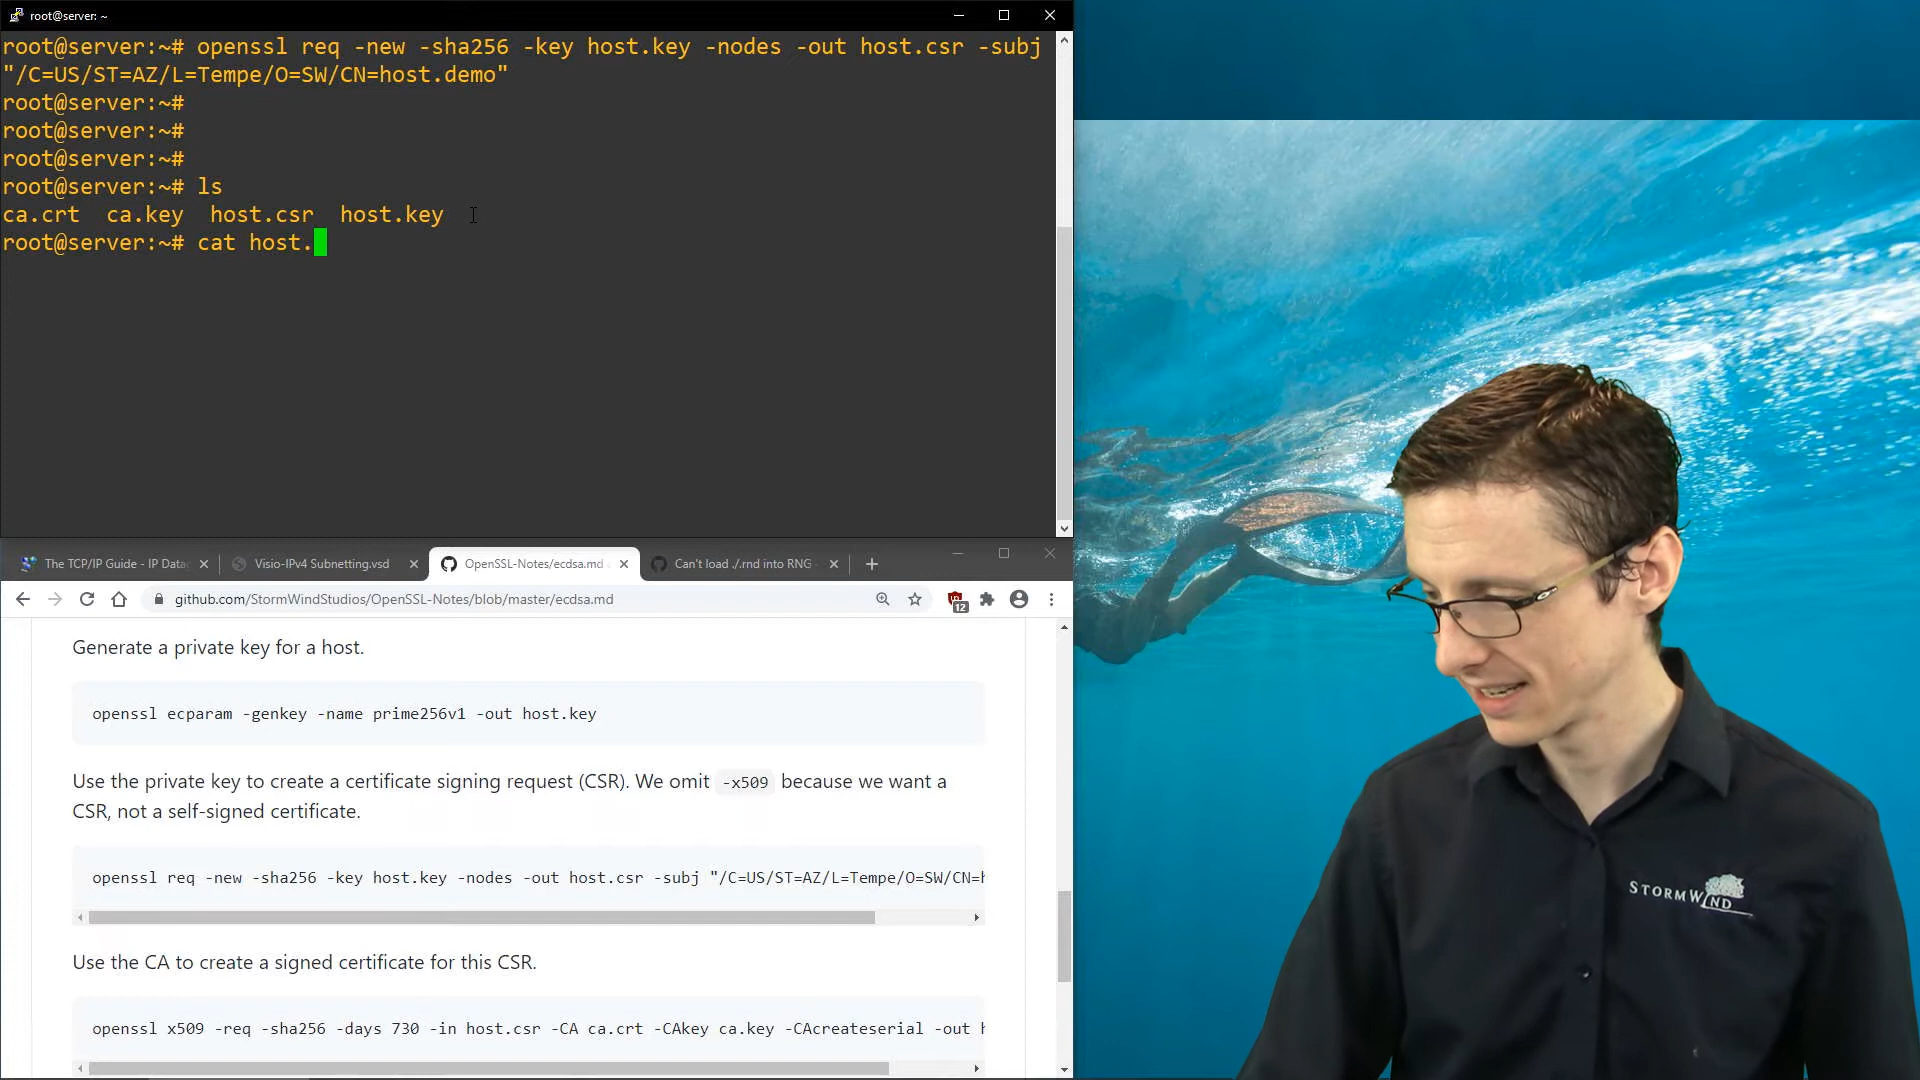 root@server: ~
root@server:~# openssl req -new -sha256 -key host.key -nodes -out host.csr -subj
"/C=US/ST=AZ/L=Tempe/O=SW/CN=host.demo"
root@server:~#
root@server:~#
root@server:~#
root@server:~# ls
ca.crt ca.key host.csr host.key
root@server:~# cat host.
The TCP/IP Guide - IP Data
Visio-IPv4 Subnetting.vsd
OpenSSL-Notes/ecdsa.md
Can't load ./.rnd into RNG
github.com/StormWindStudios/OpenSSL-Notes/blob/master/ecdsa.md
12
Generate a private key for a host.
openssl ecparam -genkey -name prime256v1 -out host.key
Use the private key to create a certificate signing request (CSR). We omit -x509 because we want a
CSR, not a self-signed certificate.
openssl req -new -sha256 -key host.key -nodes -out host.csr -subj "/C=US/ST=AZ/L=Tempe/O=SW/CN=h
Use the CA to create a signed certificate for this CSR.
openssl x509 -req -sha256 -days 730 -in host.csr -CA ca.crt -CAkey ca.key -CAcreateserial -out h
STORMWIND